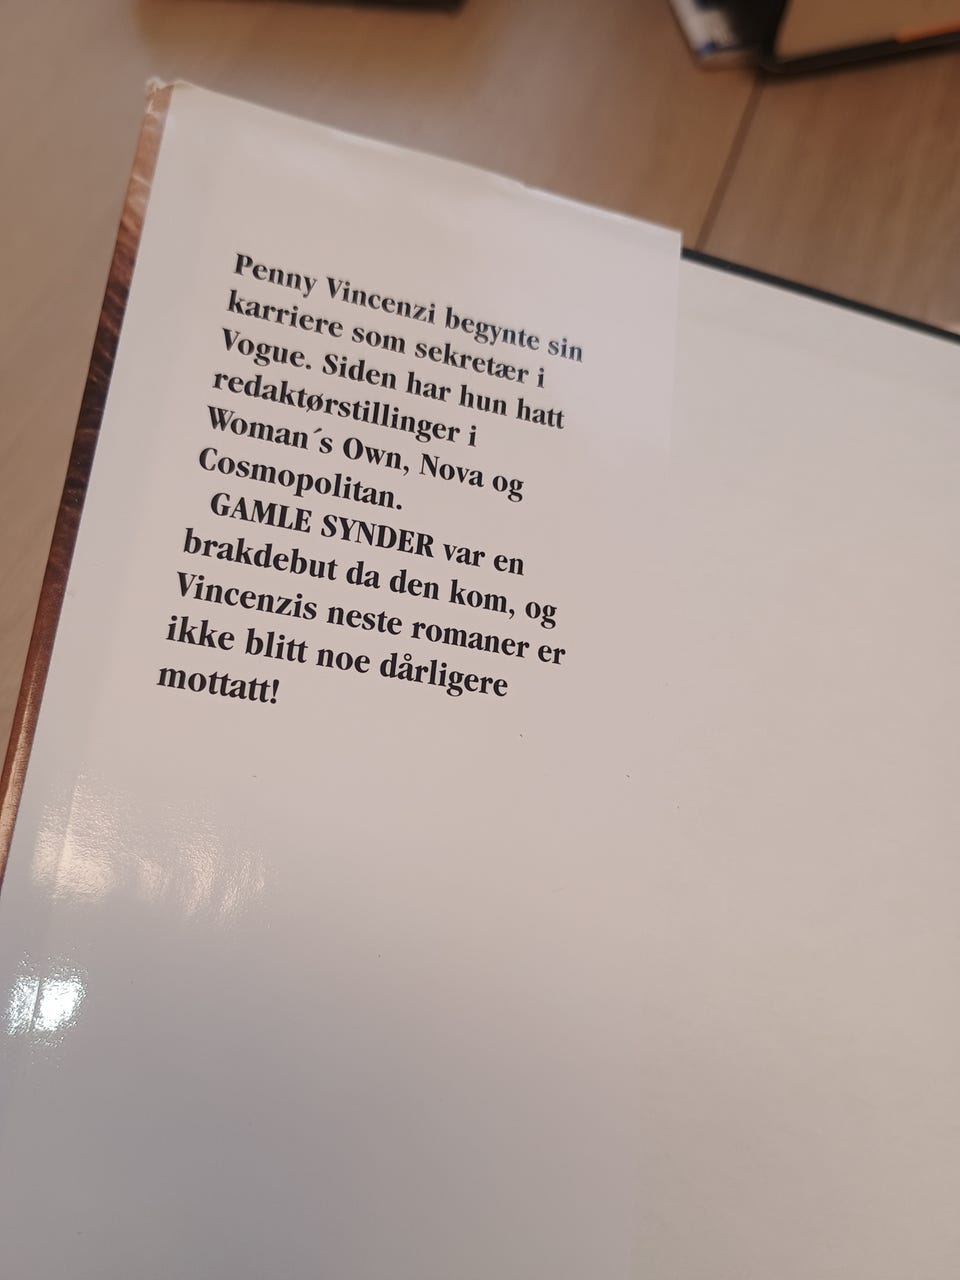 Penny Vincenzi begynte sin
karriere som sekretær i
Vogue. Siden har hun hatt
redaktørstillinger i
Woman´s Own, Nova og
Cosmopolitan.
GAMLE SYNDER var en
brakdebut da den kom, og
Vincenzis neste romaner er
ikke blitt noe dårligere
mottatt!